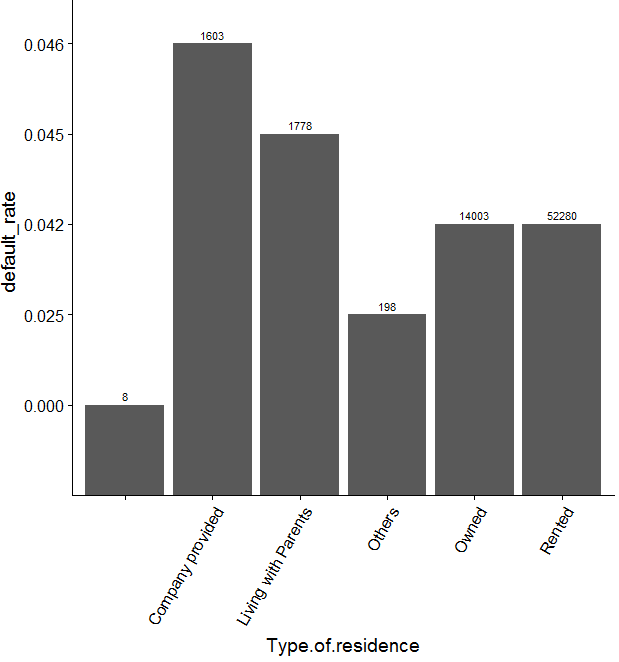 default_rate
0.046
0.045
0.042
0.025
0.000
8
1603
1778
198
14003
52280
Company provided
Living with Parents
Others
Owned
Rented
Type.of.residence